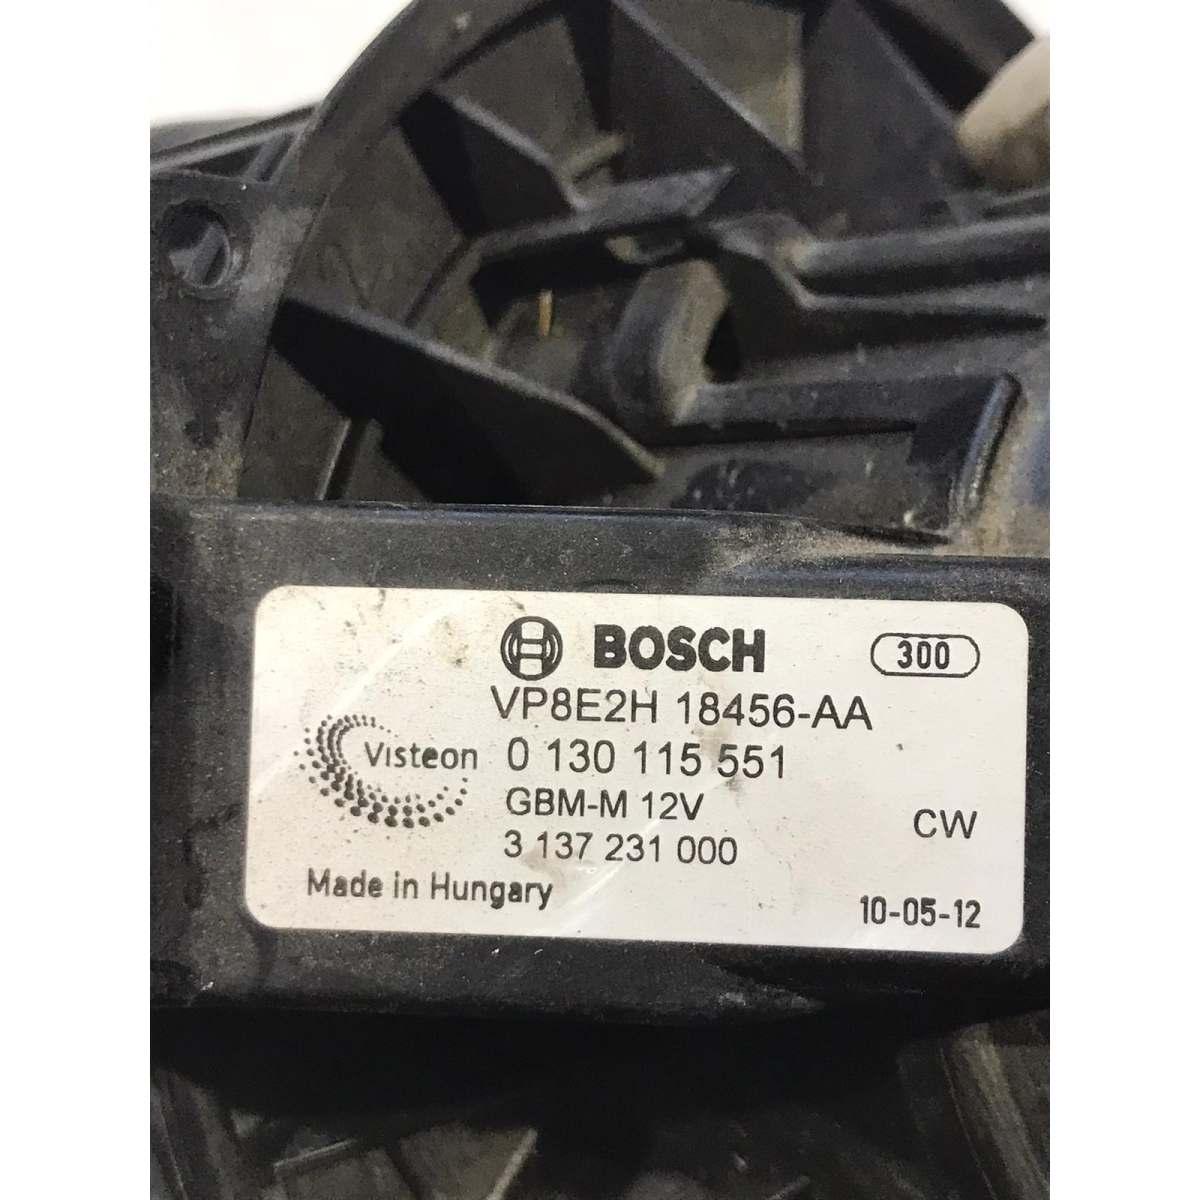 BOSCH
300
VP8E2H 18456-AA
Visteon
0 130 115 551
GBM-M 12V
CW
3 137 231 000
Made in Hungary
10-05-12